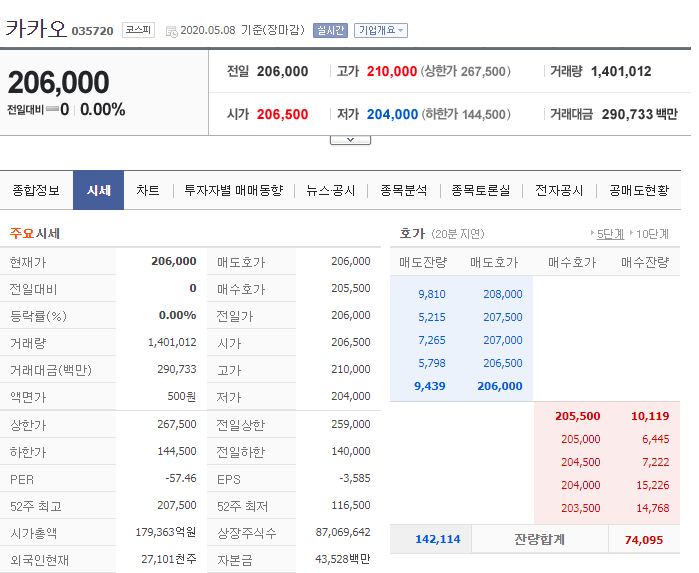 카카오 035720 코스피 2020.05.08 기준(장마감) 실시간 기업개요
206,000
전일대비 0 0.00%
전일 206,000 고가 210,000 (상한가 267,500) 거래량 1,401,012
시가 206,500 저가 204,000 (하한가 144,500) 거래대금 290,733 백만
종합정보 시세 차트 투자자별 매매동향 뉴스·공시 종목분석 종목토론실 전자공시 공매도현황
주요시세
현재가 206,000 매도호가 206,000
전일대비 0 매수호가 205,500
등락률(%) 0.00% 전일가 206,000
거래량 1,401,012 시가 206,500
거래대금(백만) 290,733 고가 210,000
액면가 500원 저가 204,000
상한가 267,500 전일상한 259,000
하한가 144,500 전일하한 140,000
PER -57.46 EPS -3,585
52주 최고 207,500 52주 최저 116,500
시가총액 179,363억원 상장주식수 87,069,642
외국인현재 27,101천주 자본금 43,528백만
호가 (20분 지연) 5단계 10단계
매도잔량 매도호가 매수호가 매수잔량
9,810 208,000
5,215 207,500
7,265 207,000
5,798 206,500
9,439 206,000
205,500 10,119
205,000 6,445
204,500 7,222
204,000 15,226
203,500 14,768
142,114 잔량합계 74,095